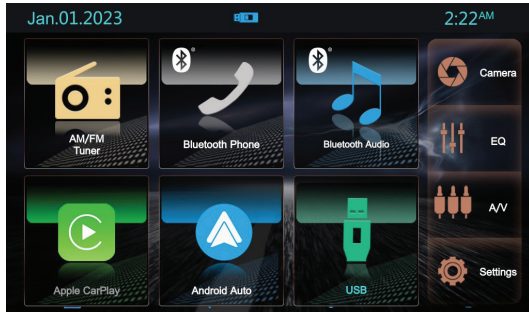 Jan.01.2023
2:22AM
AM/FM
Tuner
Bluetooth Phone
Bluetooth Audio
Camera
EQ
A/V
Apple CarPlay
Android Auto
USB
Settings